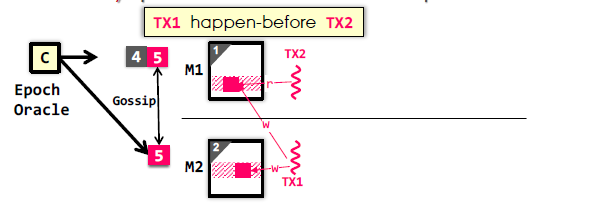 TX1 happen-before TX2
C
Epoch
Oracle
4 5
Gossip
5
M1
1
TX2
r
w
M2
2
w
TX1